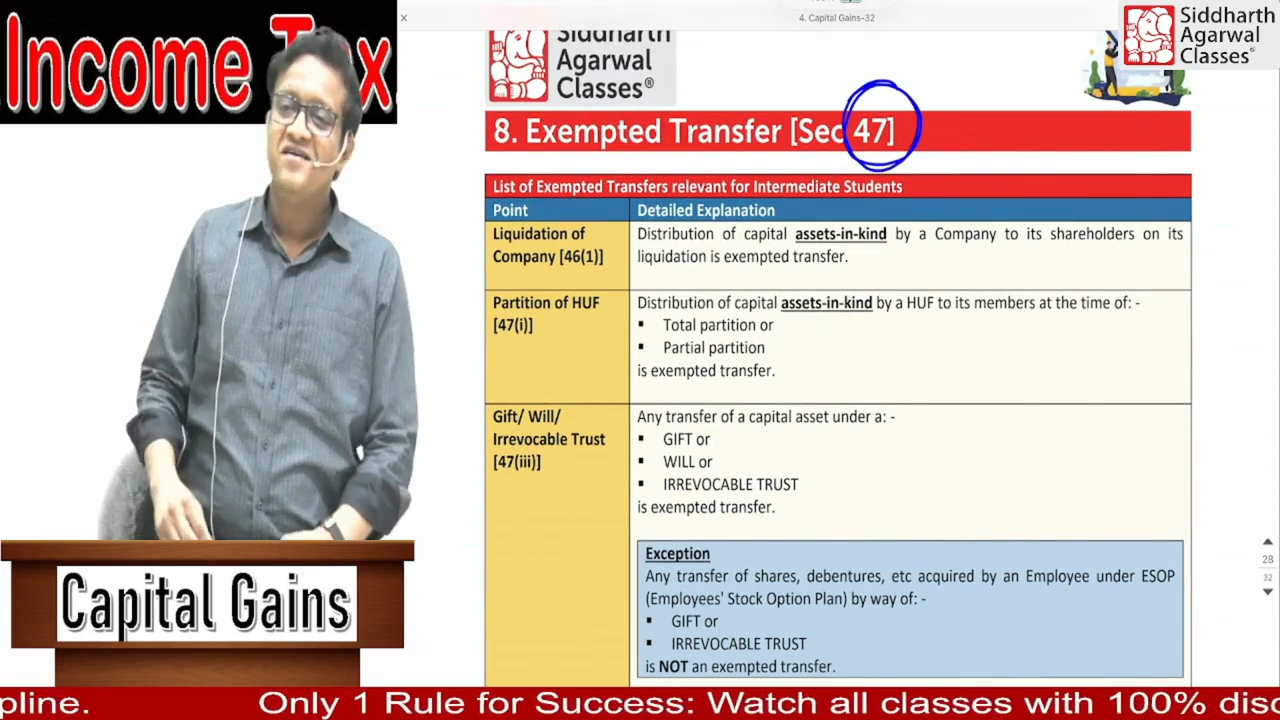 Income Tax
4. Capital Gains-32
Siddharth
Agarwal
Classes®
Siddharth
Agarwal
Classes®
8. Exempted Transfer [Sec 47]
List of Exempted Transfers relevant for Intermediate Students
Point
Detailed Explanation
Liquidation of
Company [46(1)]
Distribution of capital assets-in-kind by a Company to its shareholders on its
liquidation is exempted transfer.
Partition of HUF
[47(i)]
Distribution of capital assets-in-kind by a HUF to its members at the time of: -
▪ Total partition or
▪ Partial partition
is exempted transfer.
Gift/ Will/
Irrevocable Trust
[47(iii)]
Any transfer of a capital asset under a: -
▪ GIFT or
▪ WILL or
▪ IRREVOCABLE TRUST
is exempted transfer.
Exception
Any transfer of shares, debentures, etc acquired by an Employee under ESOP
(Employees' Stock Option Plan) by way of: -
▪ GIFT or
▪ IRREVOCABLE TRUST
is NOT an exempted transfer.
28
32
Capital Gains
pline. Only 1 Rule for Success: Watch all classes with 100% disc